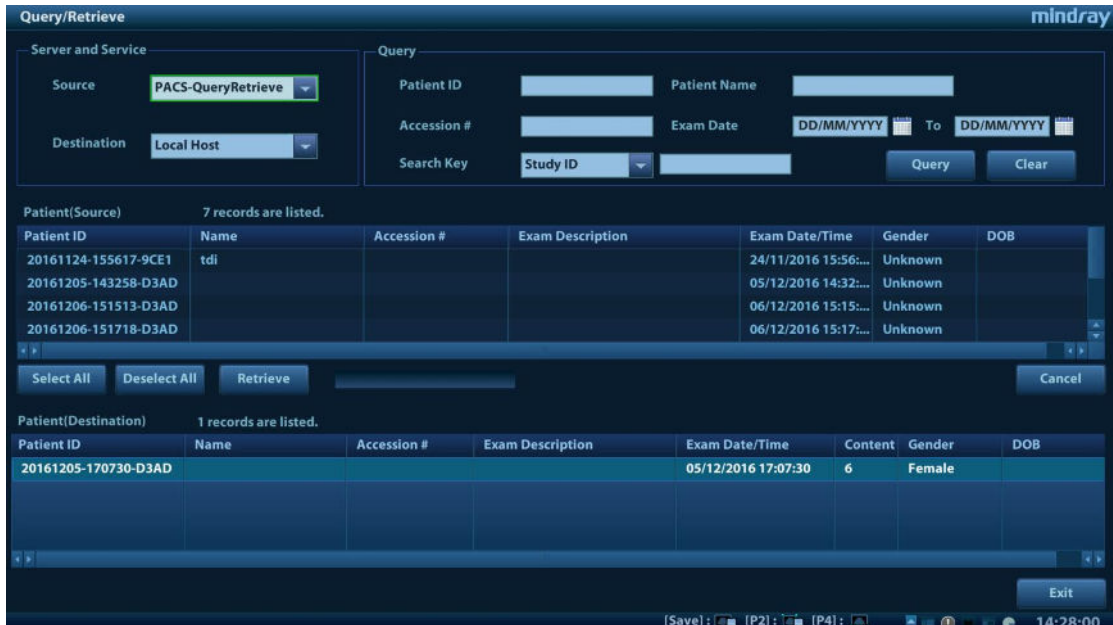 Query/Retrieve mindray
Server and Service
Source PACS-QueryRetrieve
Destination Local Host
Query
Patient ID Patient Name
Accession # Exam Date DD/MM/YYYY To DD/MM/YYYY
Search Key Study ID Query Clear
Patient(Source) 7 records are listed.
Patient ID Name Accession # Exam Description Exam Date/Time Gender DOB
20161124-155617-9CE1 tdi 24/11/2016 15:56:... Unknown
20161205-143258-D3AD 05/12/2016 14:32:... Unknown
20161206-151513-D3AD 06/12/2016 15:15:... Unknown
20161206-151718-D3AD 06/12/2016 15:17:... Unknown
Select All Deselect All Retrieve Cancel
Patient(Destination) 1 records are listed.
Patient ID Name Accession # Exam Description Exam Date/Time Content Gender DOB
20161205-170730-D3AD 05/12/2016 17:07:30 6 Female
Exit
[Save]: [P2]: [P4]: 14:28:00